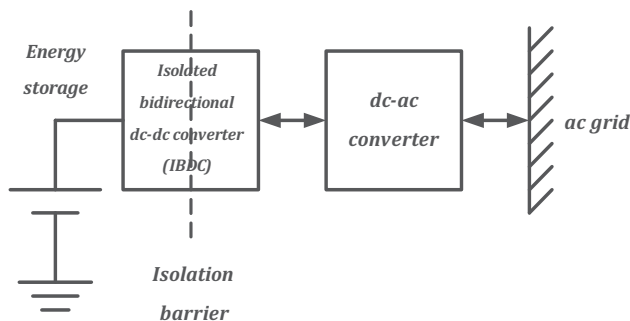 Energy
storage
Isolated
bidirectional
dc-dc converter
(IBDC)
dc-ac
converter
ac grid
Isolation
barrier